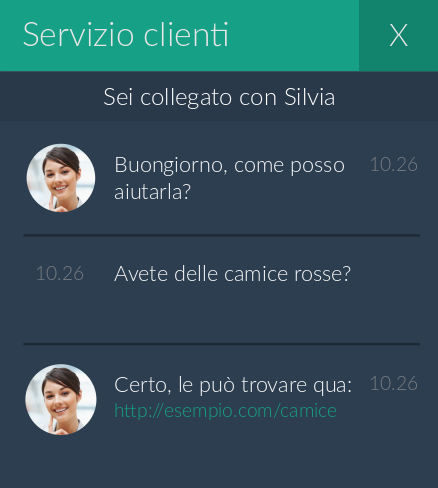 Servizio clienti X
Sei collegato con Silvia
Buongiorno, come posso 10.26
aiutarla?
10.26 Avete delle camice rosse?
Certo, le può trovare qua: 10.26
http://esempio.com/camice